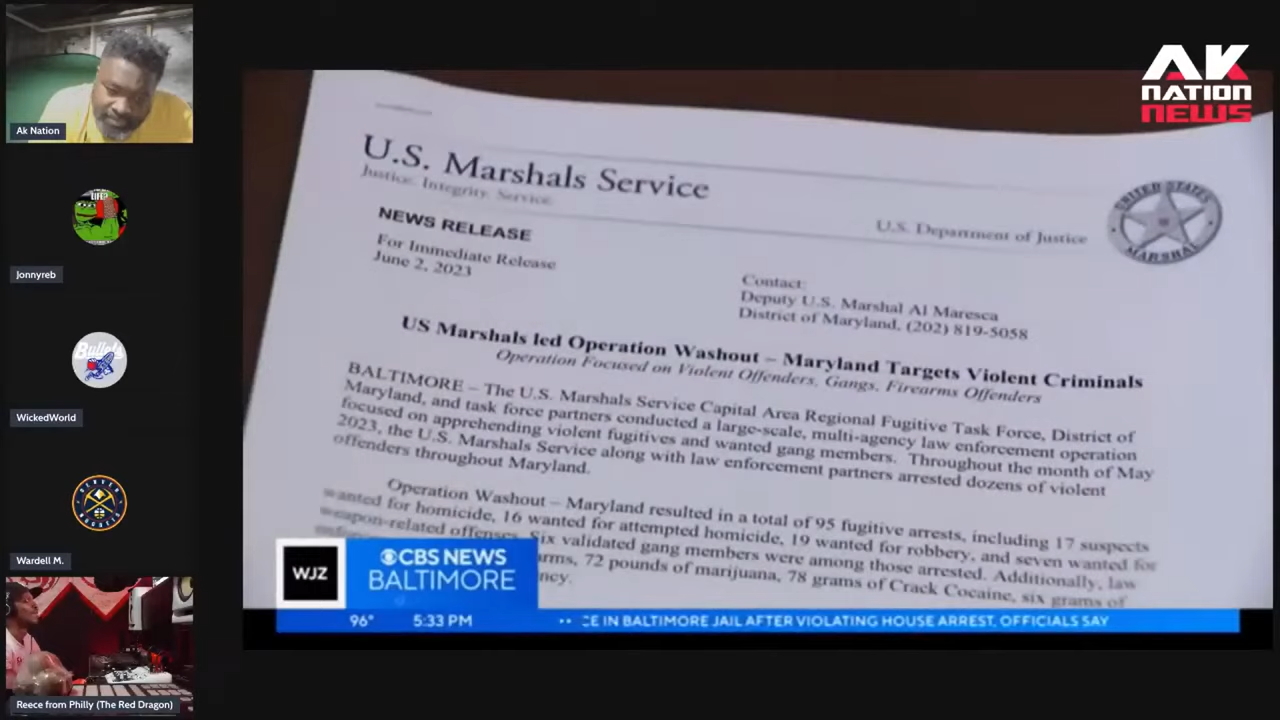 Ak Nation
Jonnyreb
WickedWorld
Wardell M.
Reece from Philly (The Red Dragon)
AK
NATION
NEWS
U.S. Marshals Service
Justice. Integrity. Service.
U.S. Department of Justice
UNITED STATES
MARSHAL
NEWS RELEASE
For Immediate Release
June 2, 2023
Contact:
Deputy U.S. Marshal Al Maresca
District of Maryland, (202) 819-5058
US Marshals led Operation Washout – Maryland Targets Violent Criminals
Operation Focused on Violent Offenders, Gangs, Firearms Offenders
BALTIMORE – The U.S. Marshals Service Capital Area Regional Fugitive Task Force, District of
Maryland, and task force partners conducted a large-scale, multi-agency law enforcement operation
focused on apprehending violent fugitives and wanted gang members. Throughout the month of May
2023, the U.S. Marshals Service along with law enforcement partners arrested dozens of violent
offenders throughout Maryland.
Operation Washout – Maryland resulted in a total of 95 fugitive arrests, including 17 suspects
wanted for homicide, 16 wanted for attempted homicide, 19 wanted for robbery, and seven wanted for
weapon-related offenses. Six validated gang members were among those arrested. Additionally, law
72 pounds of marijuana, 78 grams of Crack Cocaine, six grams of
WJZ
CBS NEWS
BALTIMORE
96° 5:33 PM •• CE IN BALTIMORE JAIL AFTER VIOLATING HOUSE ARREST, OFFICIALS SAY
Bullets